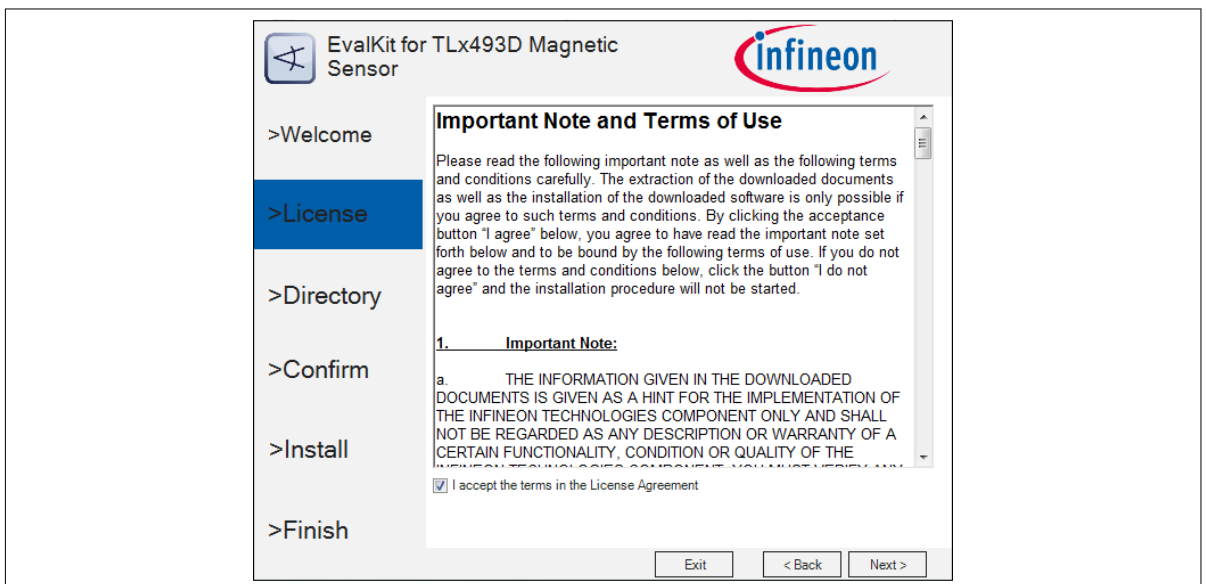 EvalKit for TLx493D Magnetic
Sensor
infineon
>Welcome
>License
>Directory
>Confirm
>Install
>Finish
Important Note and Terms of Use
Please read the following important note as well as the following terms
and conditions carefully. The extraction of the downloaded documents
as well as the installation of the downloaded software is only possible if
you agree to such terms and conditions. By clicking the acceptance
button “I agree” below, you agree to have read the important note set
forth below and to be bound by the following terms of use. If you do not
agree to the terms and conditions below, click the button “I do not
agree” and the installation procedure will not be started.
1. Important Note:
a. THE INFORMATION GIVEN IN THE DOWNLOADED
DOCUMENTS IS GIVEN AS A HINT FOR THE IMPLEMENTATION OF
THE INFINEON TECHNOLOGIES COMPONENT ONLY AND SHALL
NOT BE REGARDED AS ANY DESCRIPTION OR WARRANTY OF A
CERTAIN FUNCTIONALITY, CONDITION OR QUALITY OF THE
INFINEON TECHNOLOGIES COMPONENT. YOU MUST VERIFY ANY
I accept the terms in the License Agreement
Exit
< Back
Next >